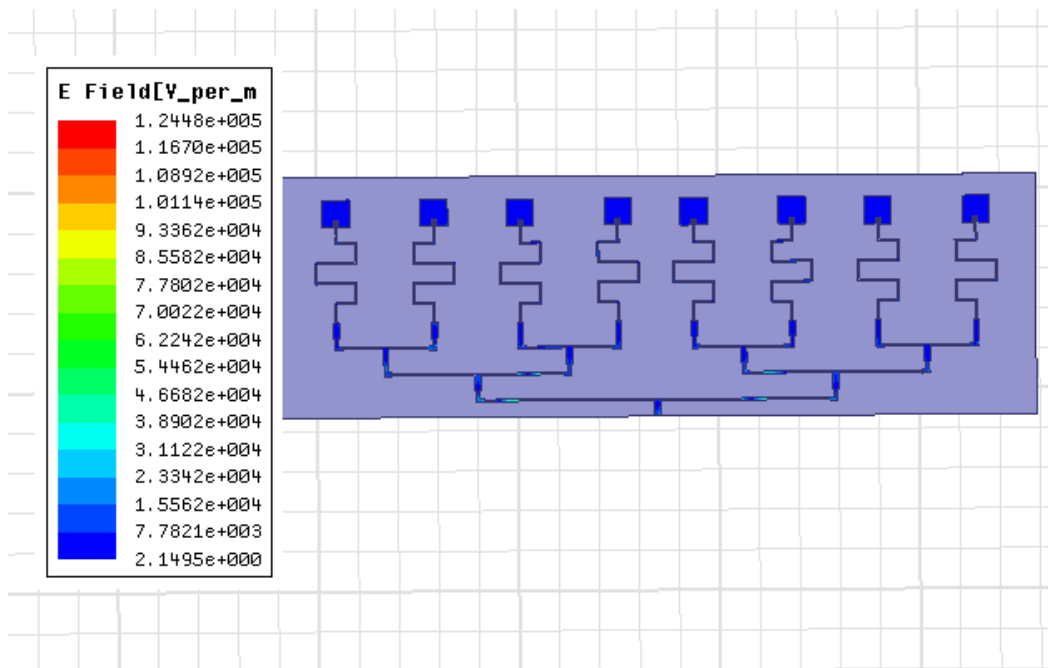 E Field[V_per_m
1.2448e+005
1.1670e+005
1.0892e+005
1.0114e+005
9.3362e+004
8.5582e+004
7.7802e+004
7.0022e+004
6.2242e+004
5.4462e+004
4.6682e+004
3.8902e+004
3.1122e+004
2.3342e+004
1.5562e+004
7.7821e+003
2.1495e+000